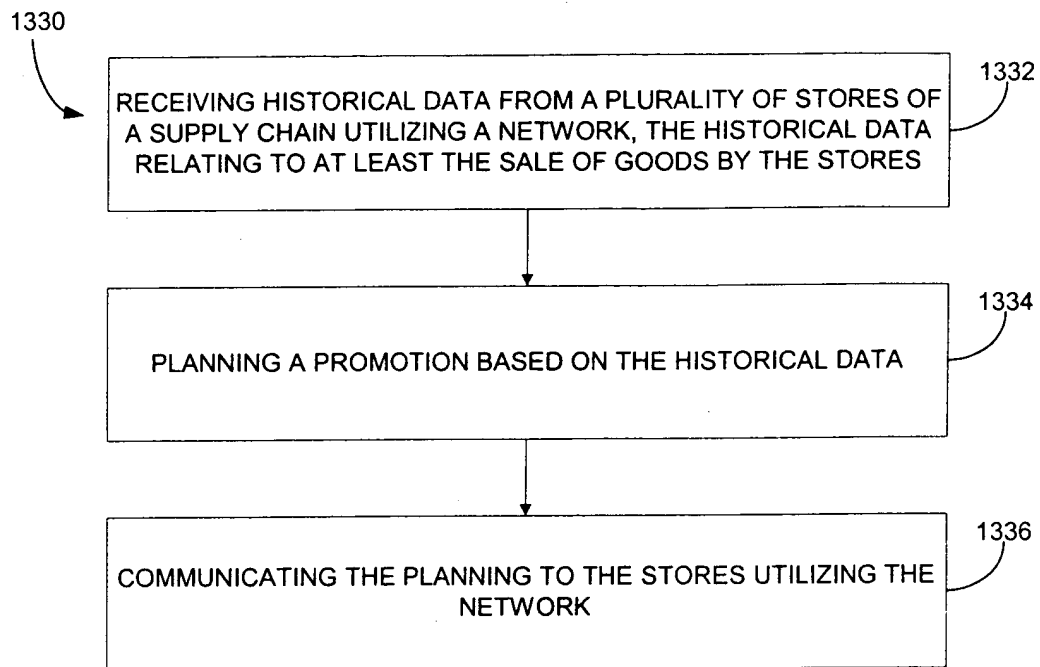 1330
1332
RECEIVING HISTORICAL DATA FROM A PLURALITY OF STORES OF
A SUPPLY CHAIN UTILIZING A NETWORK, THE HISTORICAL DATA
RELATING TO AT LEAST THE SALE OF GOODS BY THE STORES
1334
PLANNING A PROMOTION BASED ON THE HISTORICAL DATA
1336
COMMUNICATING THE PLANNING TO THE STORES UTILIZING THE
NETWORK